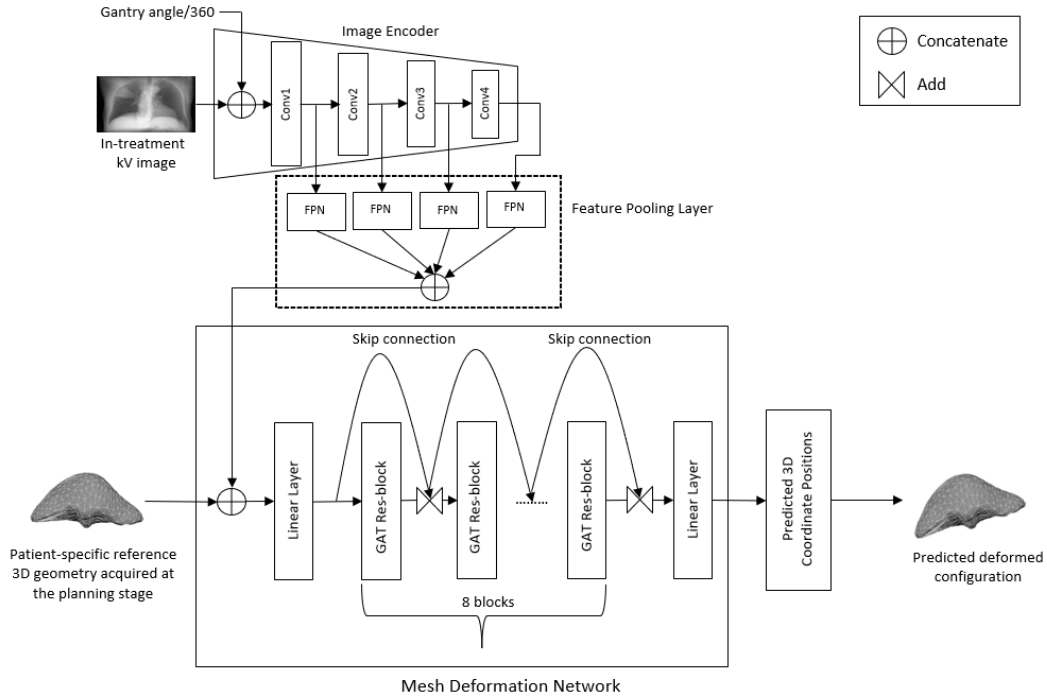 Gantry angle/360
Image Encoder
Concatenate
Add
Conv1
Conv2
Conv3
Conv4
In-treatment
kV image
FPN
FPN
FPN
FPN
Feature Pooling Layer
Skip connection
Skip connection
Linear Layer
GAT Res-block
GAT Res-block
GAT Res-block
Linear Layer
Predicted 3D
Coordinate Positions
Patient-specific reference
3D geometry acquired at
the planning stage
Predicted deformed
configuration
8 blocks
Mesh Deformation Network